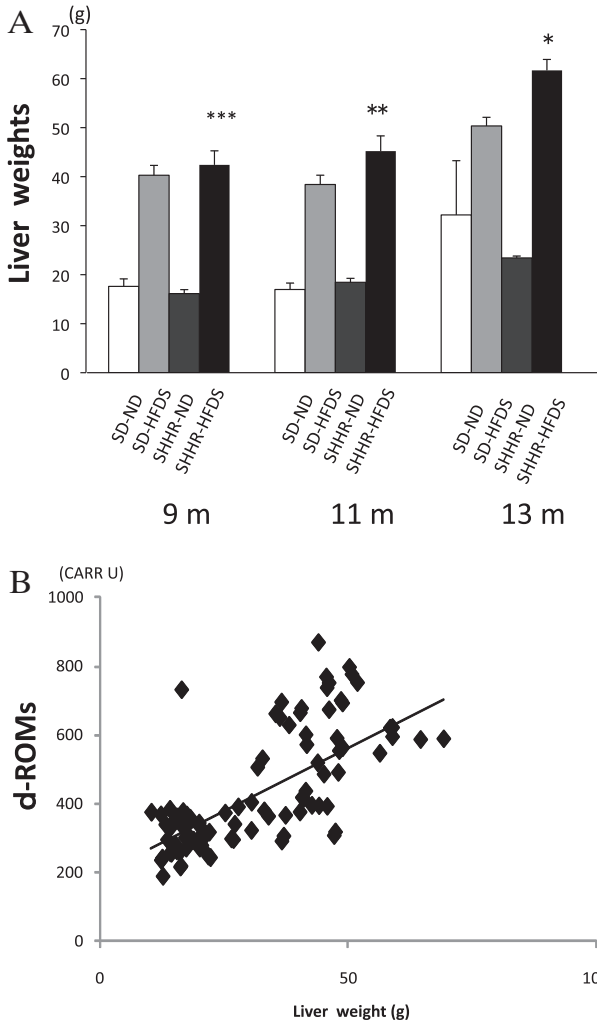 A
(g)
70
60
50
40
30
20
10
0
Liver weights
***
**
*
SD-ND
SD-HFDS
SHHR-ND
SHHR-HFDS
SD-ND
SD-HFDS
SHHR-ND
SHHR-HFDS
SD-ND
SD-HFDS
SHHR-ND
SHHR-HFDS
9 m
11 m
13 m
B
(CARR U)
1000
800
600
400
200
0
d-ROMs
0
50
10
Liver weight (g)